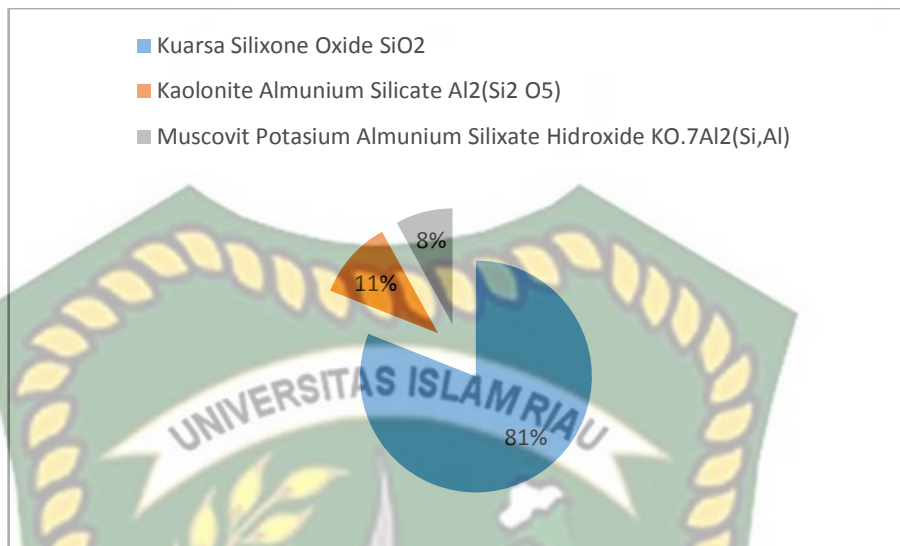 Kuarsa Silixone Oxide SiO2
Kaolonite Almunium Silicate Al2(Si2 O5)
Muscovit Potasium Almunium Silixate Hidroxide KO.7Al2(Si,Al)
8%
11%
UNIVERSITAS ISLAM RIAU
81%